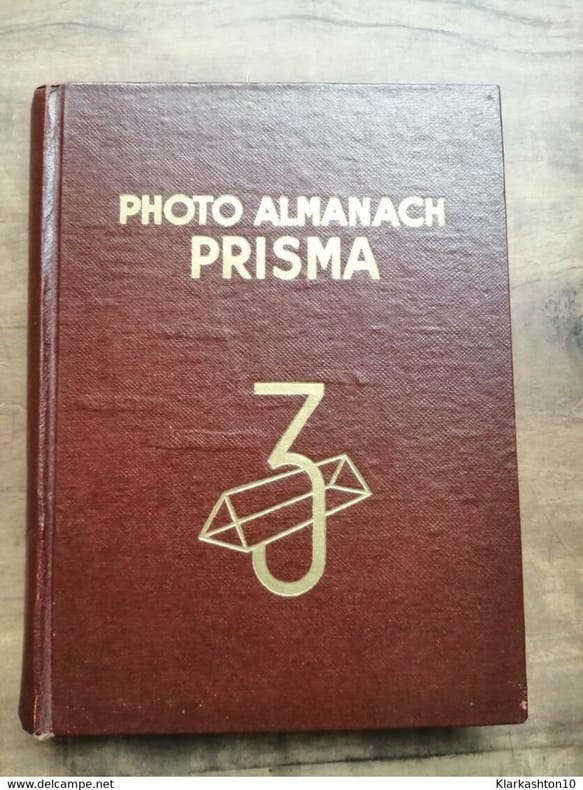 PHOTO ALMANACH
PRISMA
3
www.delcampe.net
Klarkashton10